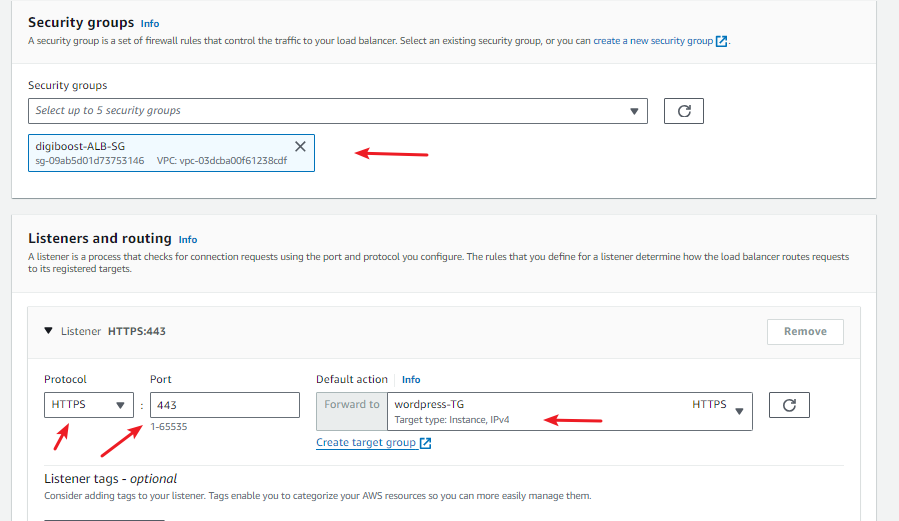 Security groups Info
A security group is a set of firewall rules that control the traffic to your load balancer. Select an existing security group, or you can create a new security group.
Security groups
Select up to 5 security groups
digiboost-ALB-SG
sg-09ab5d01d73753146 VPC: vpc-03dcba00f61238cdf
Listeners and routing Info
A listener is a process that checks for connection requests using the port and protocol you configure. The rules that you define for a listener determine how the load balancer routes requests
to its registered targets.
Listener HTTPS:443 Remove
Protocol Port Default action Info
HTTPS : 443 Forward to wordpress-TG HTTPS
Target type: Instance, IPv4
1-65535
Create target group
Listener tags - optional
Consider adding tags to your listener. Tags enable you to categorize your AWS resources so you can more easily manage them.